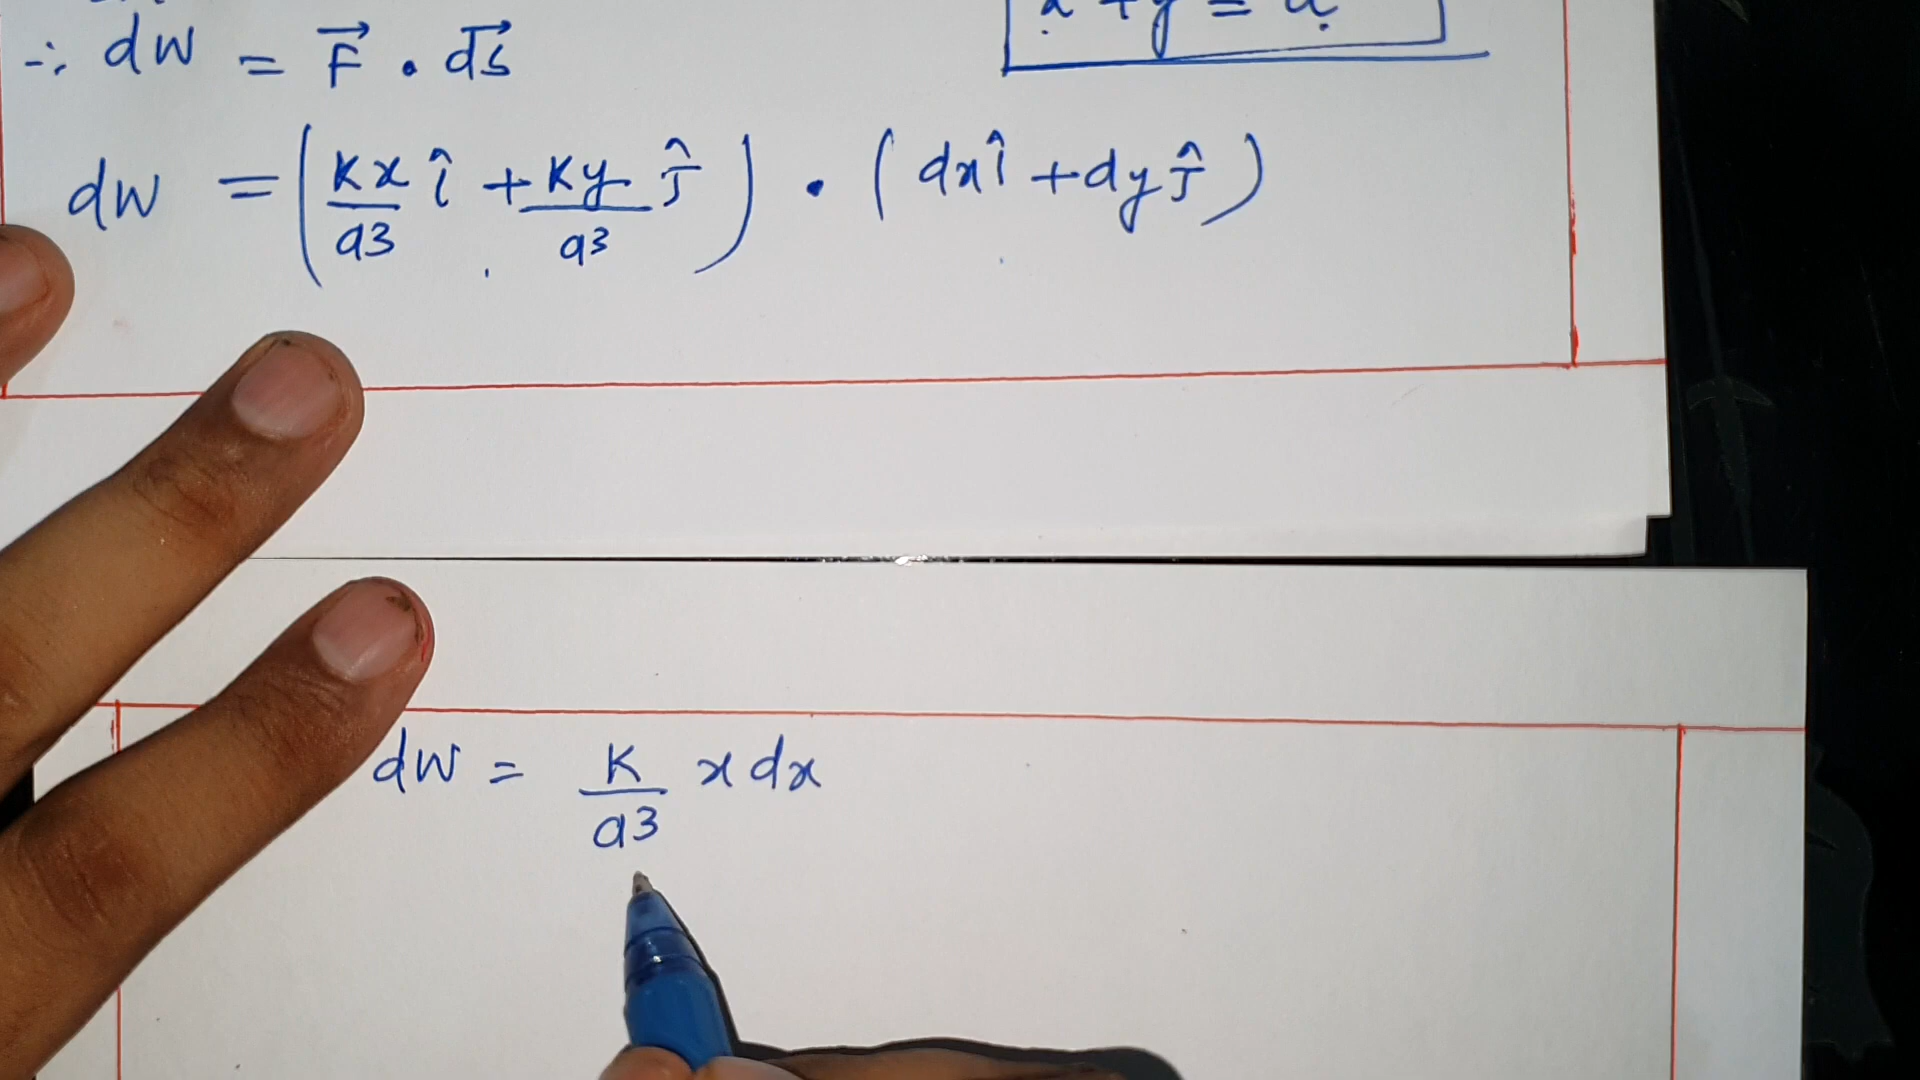 x + y = a
∴ dw = F⃗ . ds⃗
dw = (Kx/a3 î + Ky/a3 ĵ) . (dx î + dy ĵ)
dw = K/a3 x dx